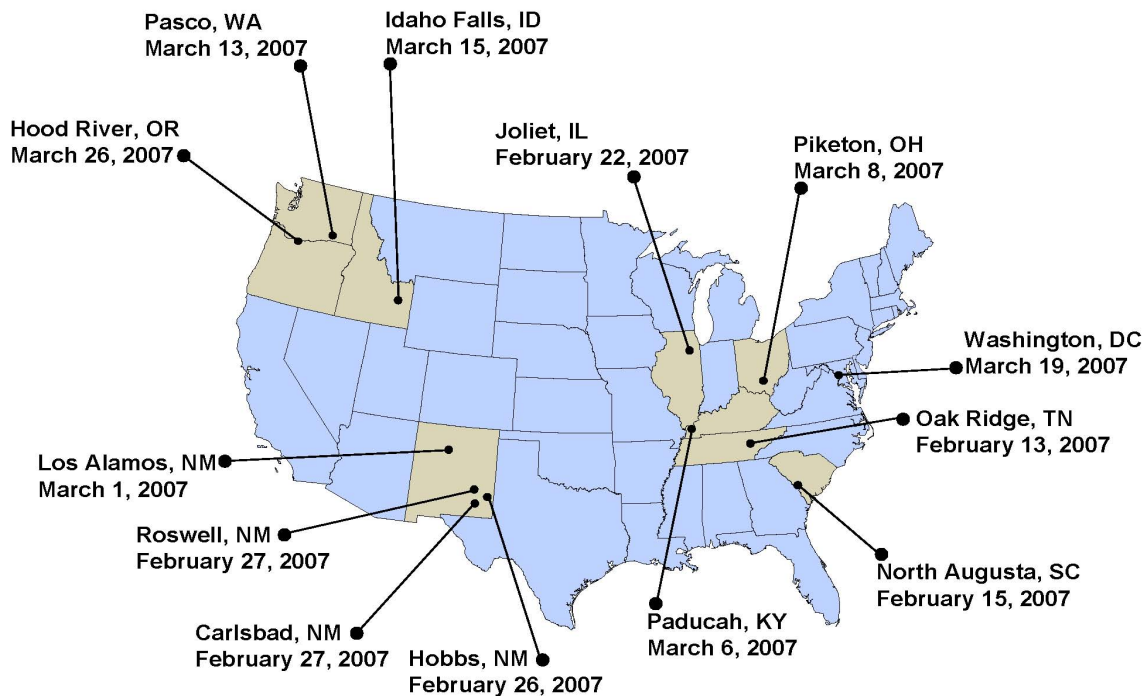 Pasco, WA
March 13, 2007
Idaho Falls, ID
March 15, 2007
Hood River, OR
March 26, 2007
Joliet, IL
February 22, 2007
Piketon, OH
March 8, 2007
Washington, DC
March 19, 2007
Oak Ridge, TN
February 13, 2007
Los Alamos, NM
March 1, 2007
Roswell, NM
February 27, 2007
North Augusta, SC
February 15, 2007
Paducah, KY
March 6, 2007
Carlsbad, NM
February 27, 2007
Hobbs, NM
February 26, 2007